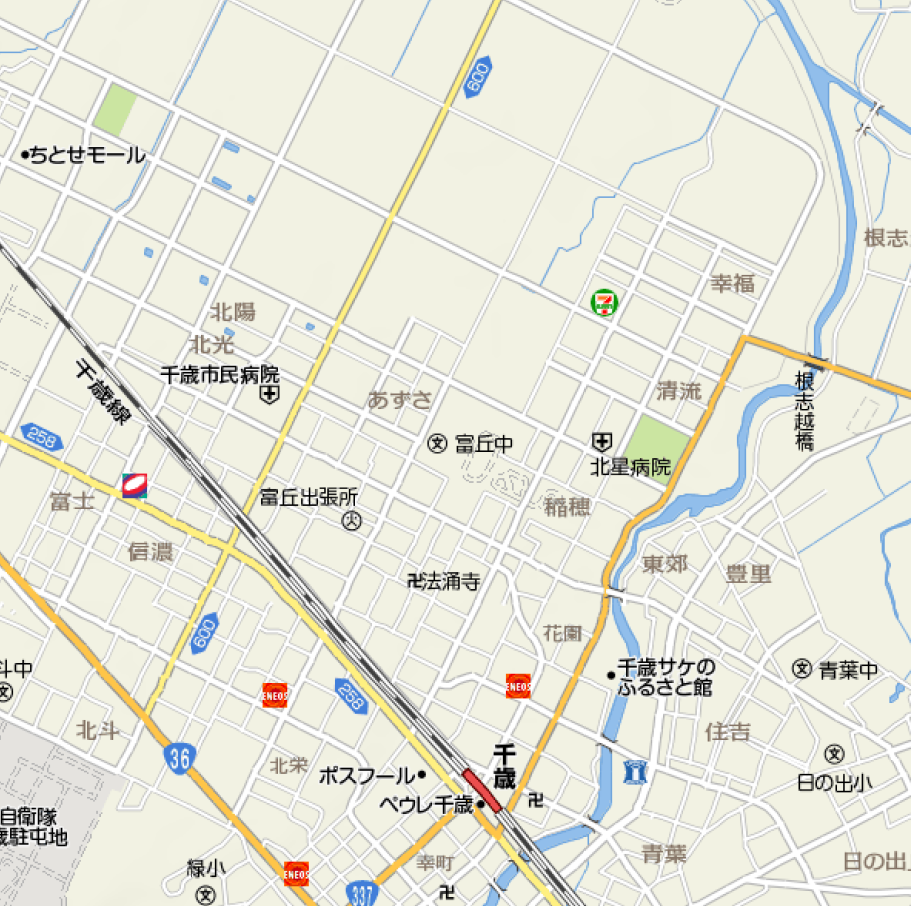 600
ちとせモール
根志
幸福
北陽
北光
千歳市民病院
千歳線
あずさ
清流
根志越橋
258
富丘中
北星病院
富士
富丘出張所
稲穂
信濃
東郊
豊里
法涌寺
600
花園
斗中
千歳サケの
ふるさと館
青葉中
ENEOS
ENEOS
258
北斗
住吉
36
北栄
ポスフール
千歳
日の出小
ペウレ千歳
自衛隊
歳駐屯地
緑小
ENEOS
幸町
青葉
日の出
337